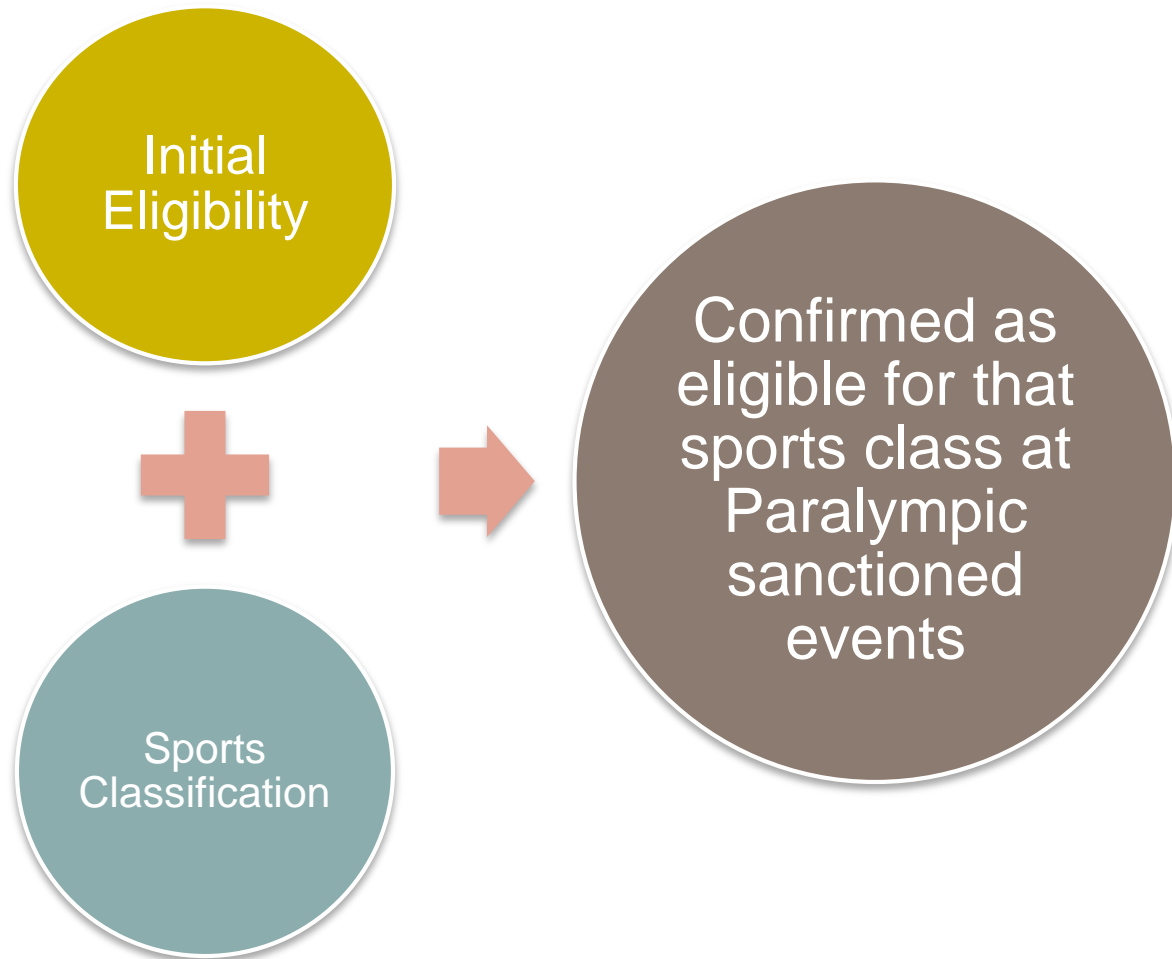 Initial
Eligibility
Sports
Classification
Confirmed as
eligible for that
sports class at
Paralympic
sanctioned
events